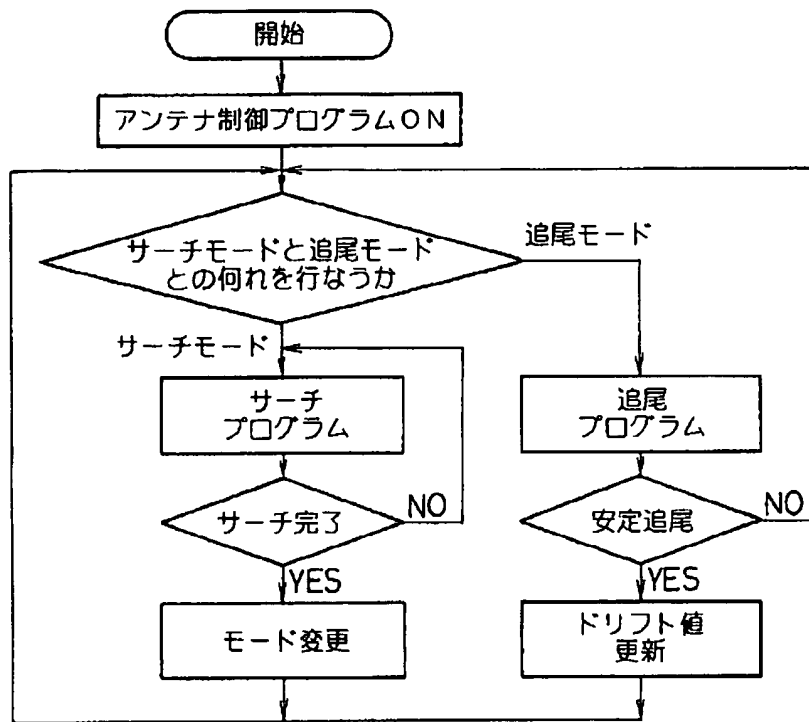 開始
アンテナ制御プログラムON
サーチモードと追尾モード
との何れを行なうか
追尾モード
サーチモード
サーチ
プログラム
追尾
プログラム
サーチ完了
NO
安定追尾
NO
YES
YES
モード変更
ドリフト値
更新